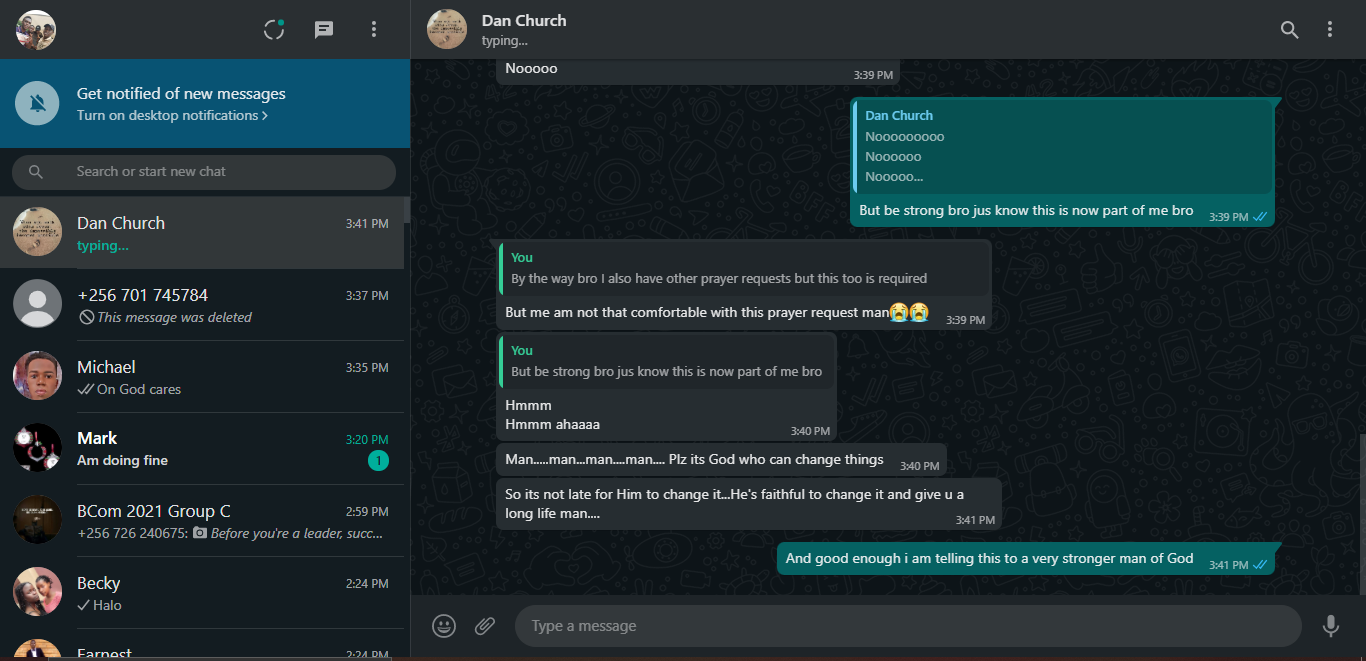 Get notified of new messages
Turn on desktop notifications >
Search or start new chat
Dan Church 3:41 PM
typing...
+256 701 745784 3:37 PM
This message was deleted
Michael 3:35 PM
On God cares
Mark 3:20 PM
Am doing fine 1
BCom 2021 Group C 2:59 PM
+256 726 240675: Before you're a leader, succ...
Becky 2:24 PM
Halo
Earnest 2:24 PM
Dan Church
typing...
Nooooo 3:39 PM
Dan Church
Nooooooooo
Noooooo
Nooooo...
But be strong bro jus know this is now part of me bro 3:39 PM
You
By the way bro I also have other prayer requests but this too is required
But me am not that comfortable with this prayer request man😭😭 3:39 PM
You
But be strong bro jus know this is now part of me bro
Hmmm
Hmmm ahaaaa 3:40 PM
Man.....man...man....man.... Plz its God who can change things 3:40 PM
So its not late for Him to change it...He's faithful to change it and give u a
long life man.... 3:41 PM
And good enough i am telling this to a very stronger man of God 3:41 PM
Type a message